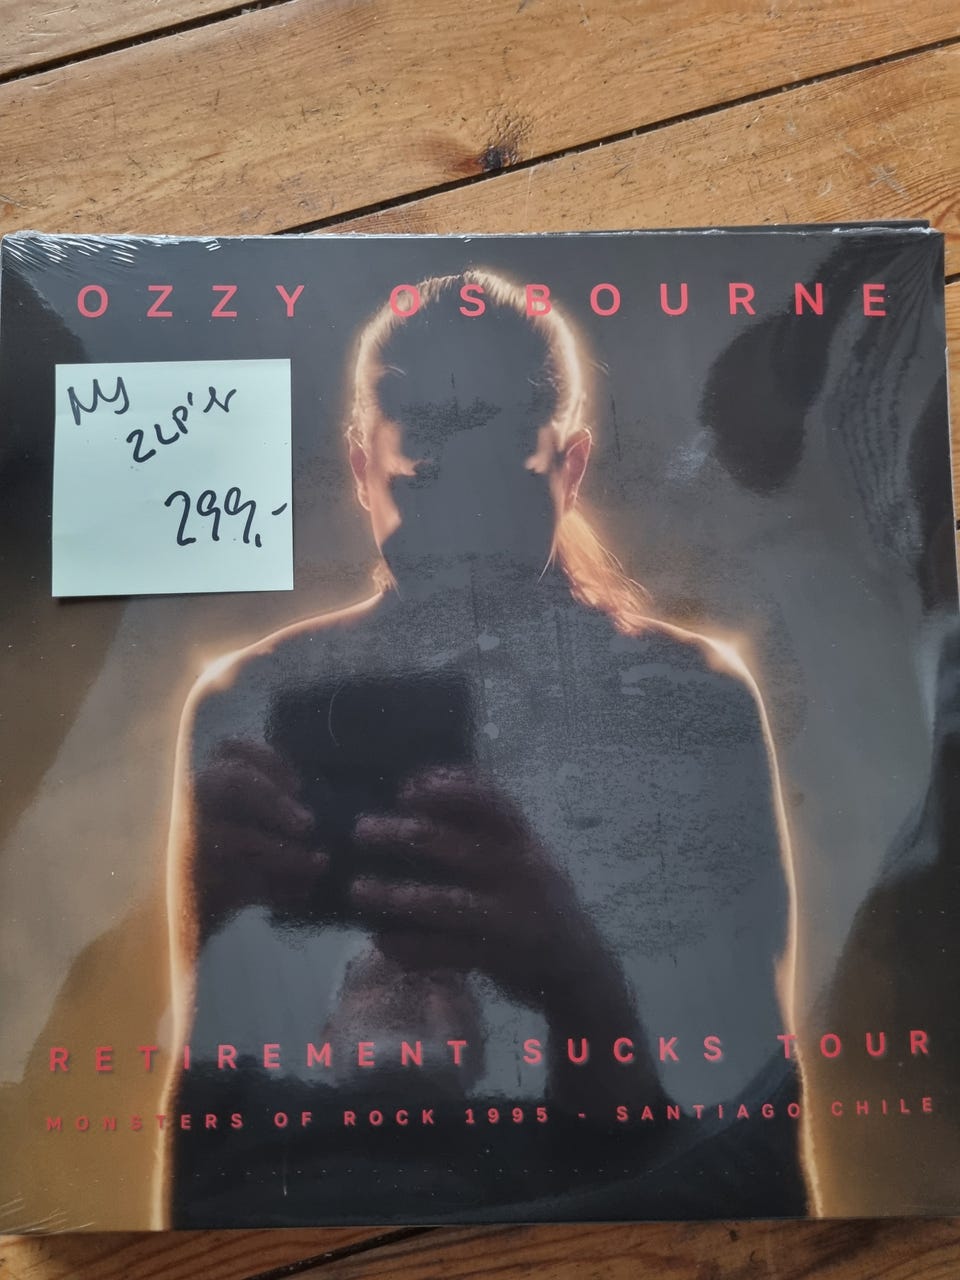 OZZY OSBOURNE
NY
2LP'er
299,-
RETIREMENT SUCKS TOUR
MONSTERS OF ROCK 1995 - SANTIAGO CHILE